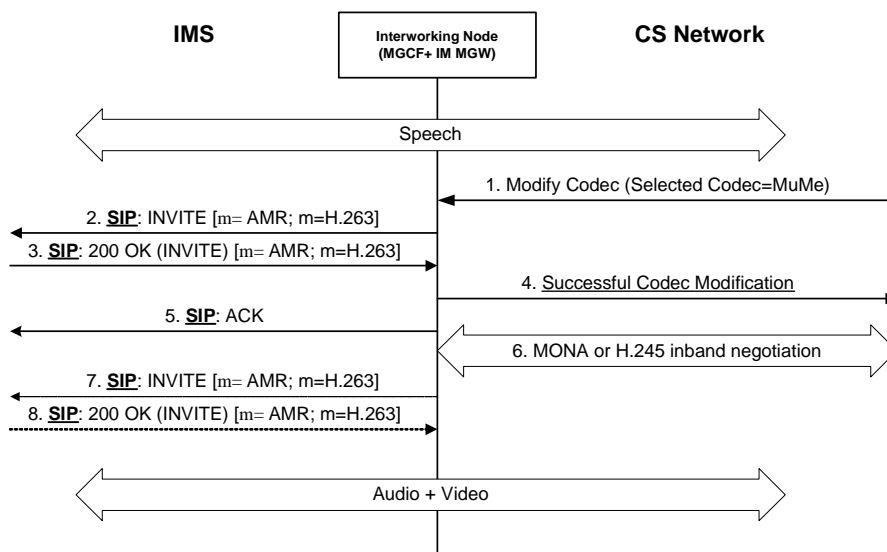 IMS
Interworking Node
(MGCF+ IM MGW)
CS Network
Speech
1. Modify Codec (Selected Codec=MuMe)
2. SIP: INVITE [m= AMR; m=H.263]
3. SIP: 200 OK (INVITE) [m= AMR; m=H.263]
4. Successful Codec Modification
5. SIP: ACK
6. MONA or H.245 inband negotiation
7. SIP: INVITE [m= AMR; m=H.263]
8. SIP: 200 OK (INVITE) [m= AMR; m=H.263]
Audio + Video